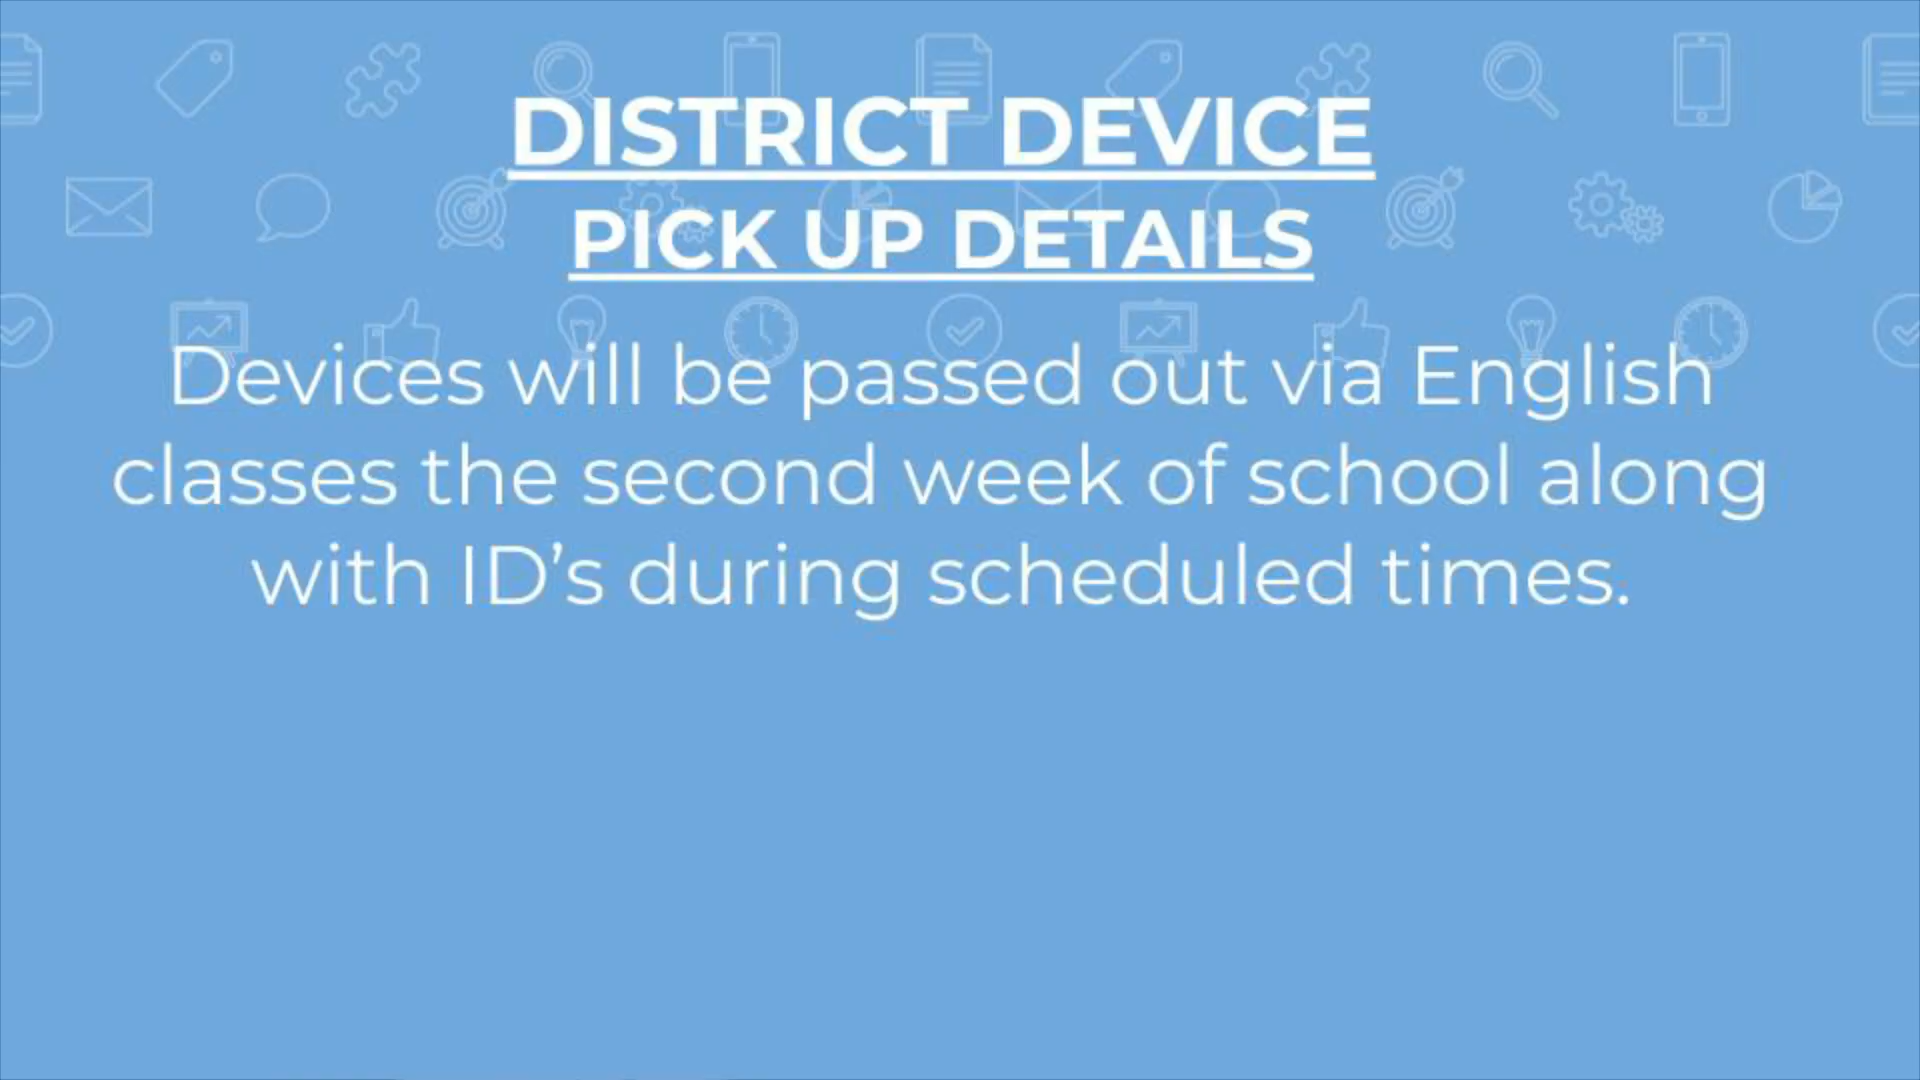 DISTRICT DEVICE
PICK UP DETAILS
Devices will be passed out via English
classes the second week of school along
with ID’s during scheduled times.